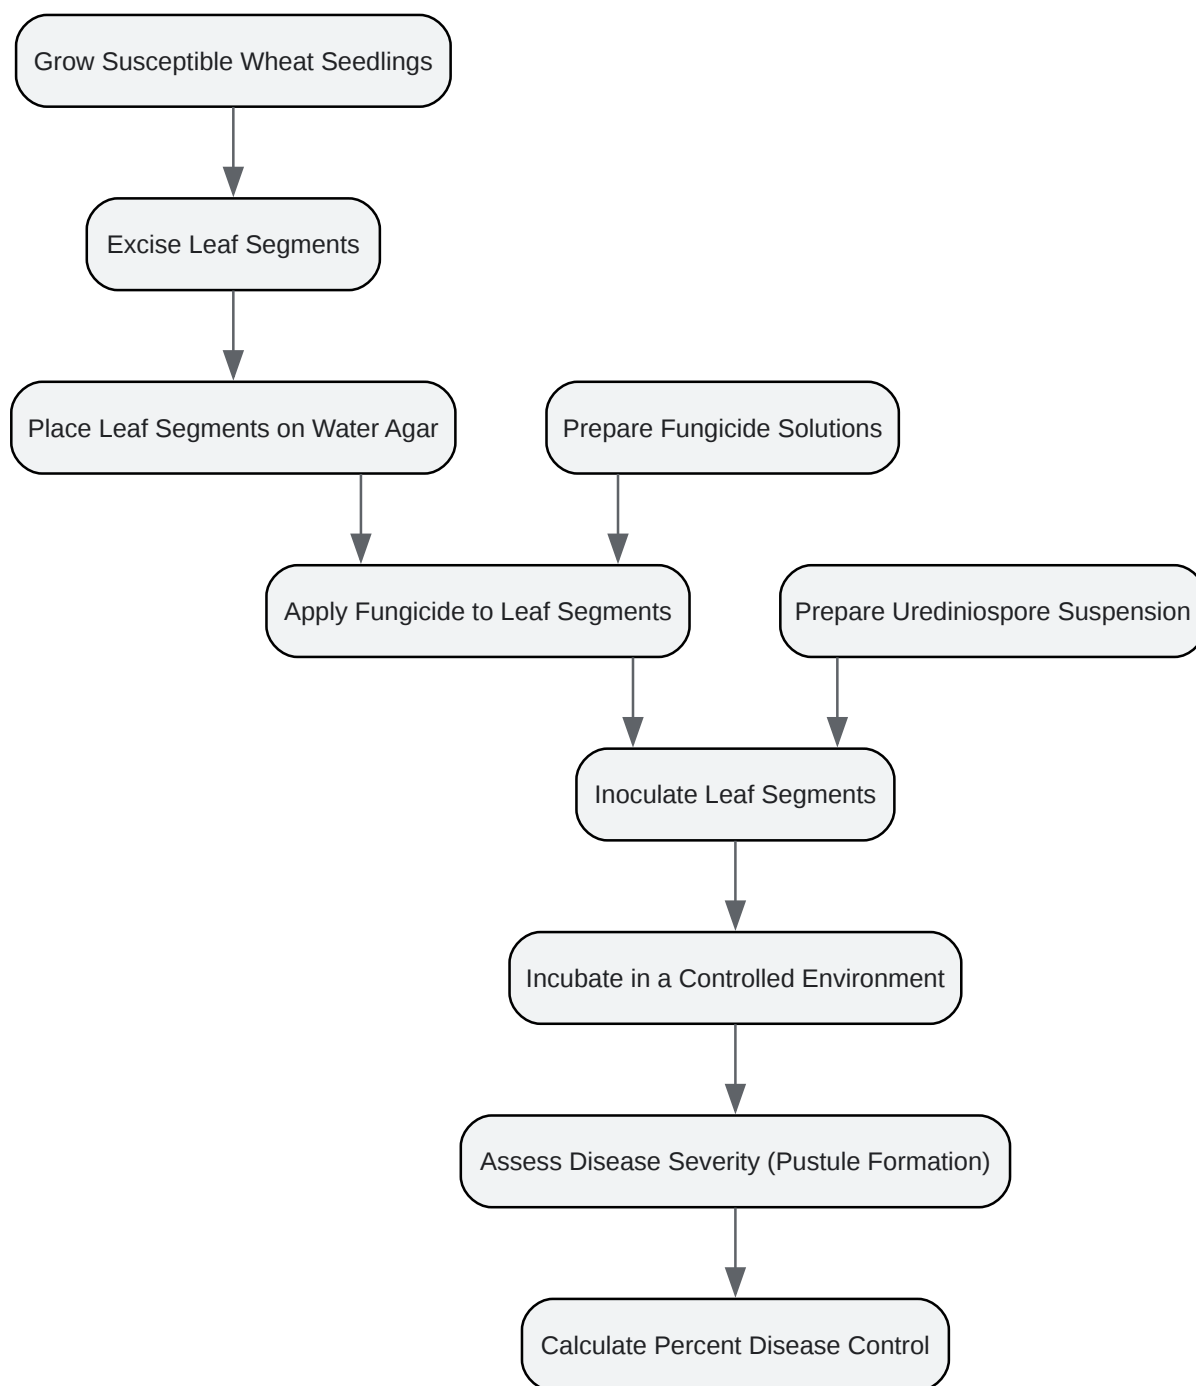 Grow Susceptible Wheat Seedlings
Excise Leaf Segments
Place Leaf Segments on Water Agar
Prepare Fungicide Solutions
Apply Fungicide to Leaf Segments
Prepare Urediniospore Suspension
Inoculate Leaf Segments
Incubate in a Controlled Environment
Assess Disease Severity (Pustule Formation)
Calculate Percent Disease Control